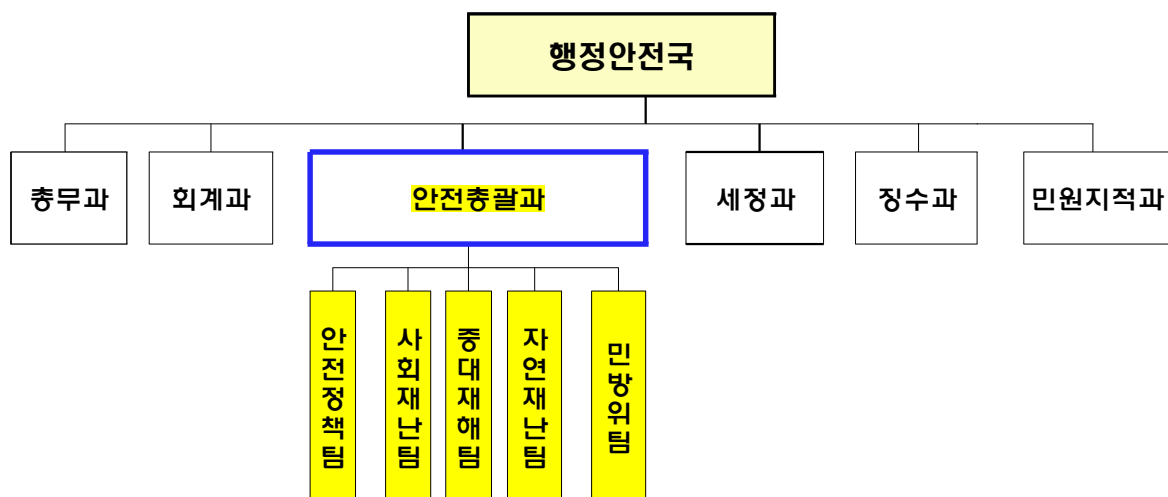 행정안전국
총무과
회계과
안전총괄과
세정과
징수과
민원지적과
안전정책팀
사회재난팀
중대재해팀
자연재난팀
민방위팀